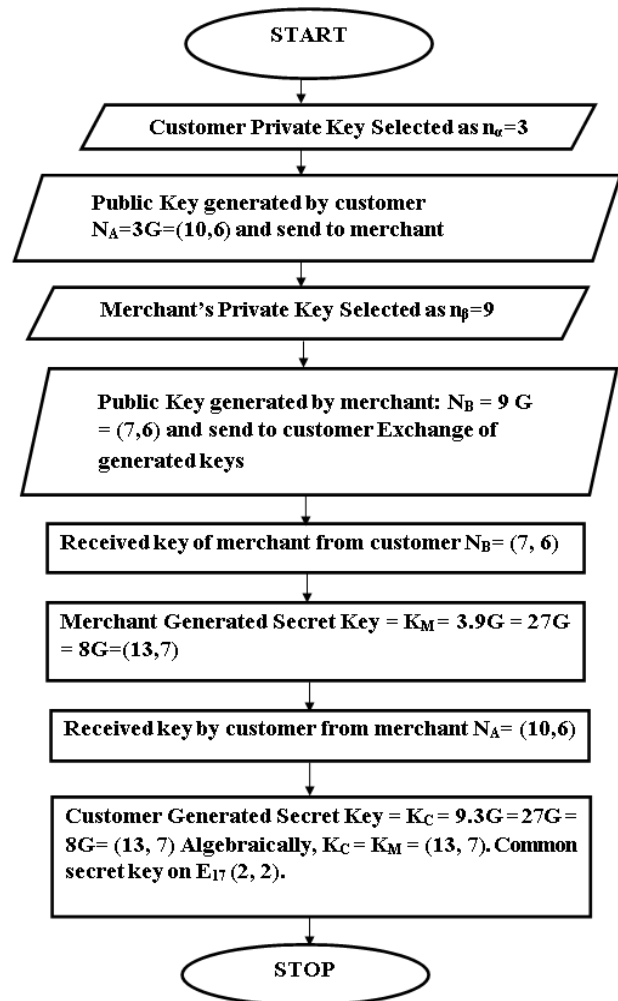 START
Customer Private Key Selected as nα=3
Public Key generated by customer
NA=3G=(10,6) and send to merchant
Merchant's Private Key Selected as nβ=9
Public Key generated by merchant: NB = 9 G
= (7,6) and send to customer Exchange of
generated keys
Received key of merchant from customer NB= (7, 6)
Merchant Generated Secret Key = KM = 3.9G = 27G
= 8G=(13,7)
Received key by customer from merchant NA= (10,6)
Customer Generated Secret Key = KC = 9.3G = 27G =
8G= (13, 7) Algebraically, KC = KM = (13, 7). Common
secret key on E17 (2, 2).
STOP